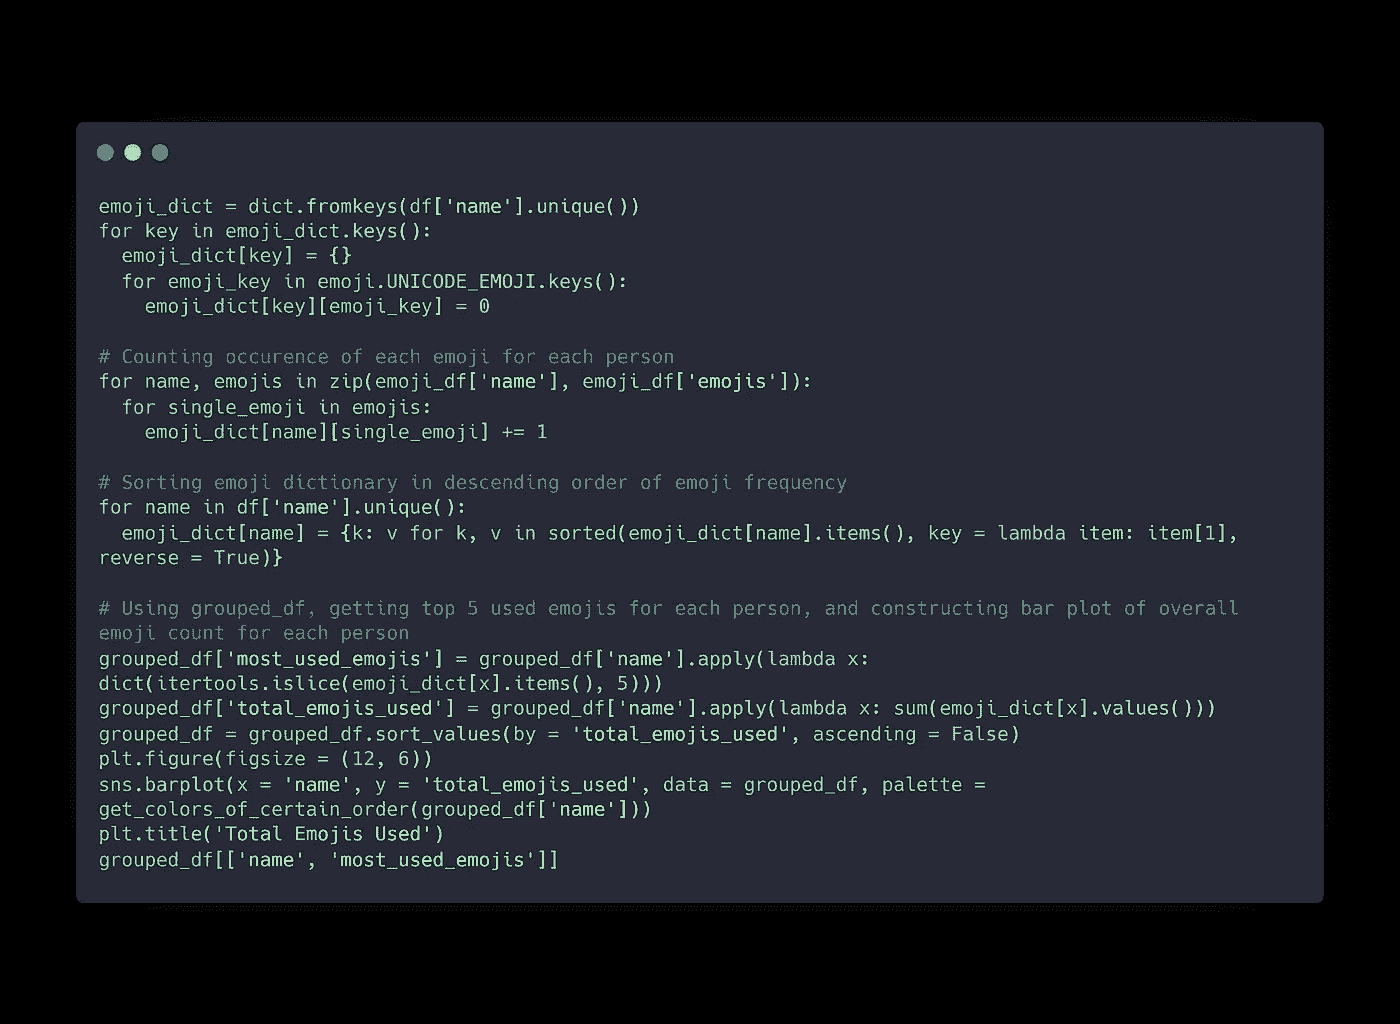 emoji_dict = dict.fromkeys(df['name'].unique())
for key in emoji_dict.keys():
  emoji_dict[key] = {}
  for emoji_key in emoji.UNICODE_EMOJI.keys():
    emoji_dict[key][emoji_key] = 0

# Counting occurence of each emoji for each person
for name, emojis in zip(emoji_df['name'], emoji_df['emojis']):
  for single_emoji in emojis:
    emoji_dict[name][single_emoji] += 1

# Sorting emoji dictionary in descending order of emoji frequency
for name in df['name'].unique():
  emoji_dict[name] = {k: v for k, v in sorted(emoji_dict[name].items(), key = lambda item: item[1],
reverse = True)}

# Using grouped_df, getting top 5 used emojis for each person, and constructing bar plot of overall
emoji count for each person
grouped_df['most_used_emojis'] = grouped_df['name'].apply(lambda x:
dict(itertools.islice(emoji_dict[x].items(), 5)))
grouped_df['total_emojis_used'] = grouped_df['name'].apply(lambda x: sum(emoji_dict[x].values()))
grouped_df = grouped_df.sort_values(by = 'total_emojis_used', ascending = False)
plt.figure(figsize = (12, 6))
sns.barplot(x = 'name', y = 'total_emojis_used', data = grouped_df, palette =
get_colors_of_certain_order(grouped_df['name']))
plt.title('Total Emojis Used')
grouped_df[['name', 'most_used_emojis']]